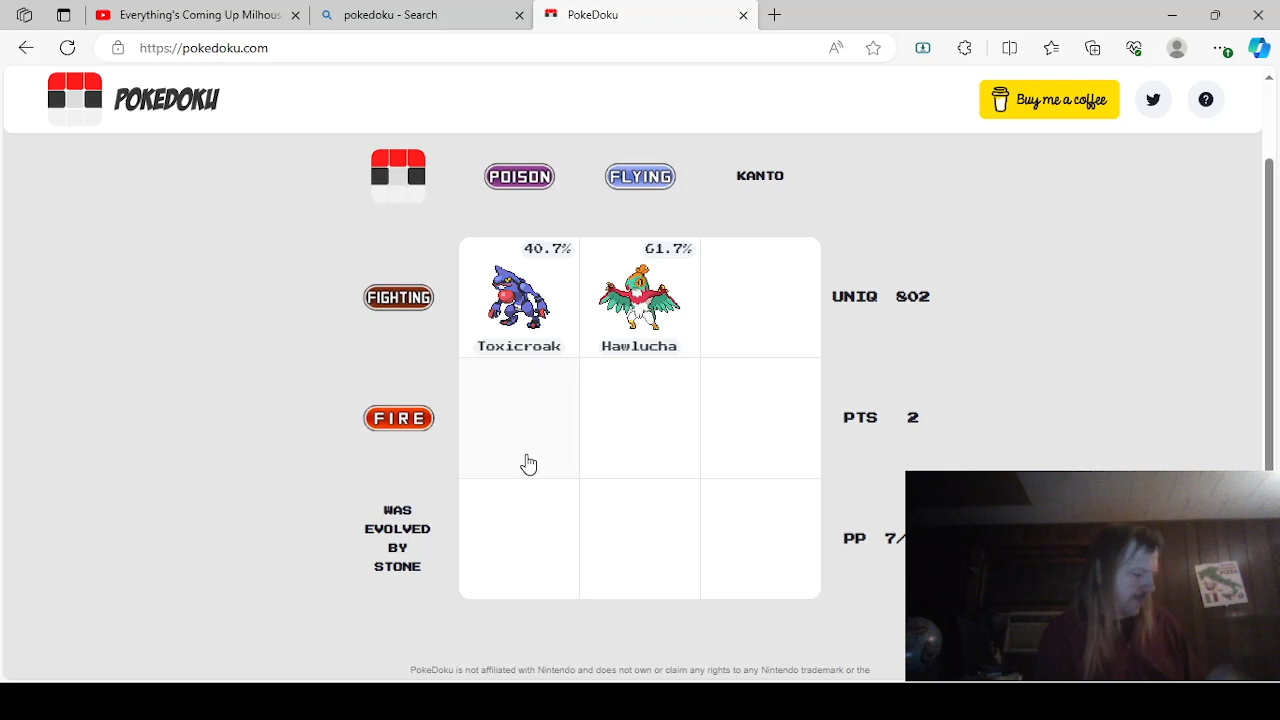 Everything's Coming Up Milhous
pokedoku - Search
PokeDoku
https://pokedoku.com
POKEDOKU
Buy me a coffee
POISON
FLYING
KANTO
40.7%
61.7%
FIGHTING
Toxicroak
Hawlucha
UNIQ 802
FIRE
PTS 2
WAS
EVOLVED
BY
STONE
PP 7/
PokeDoku is not affiliated with Nintendo and does not own or claim any rights to any Nintendo trademark or the